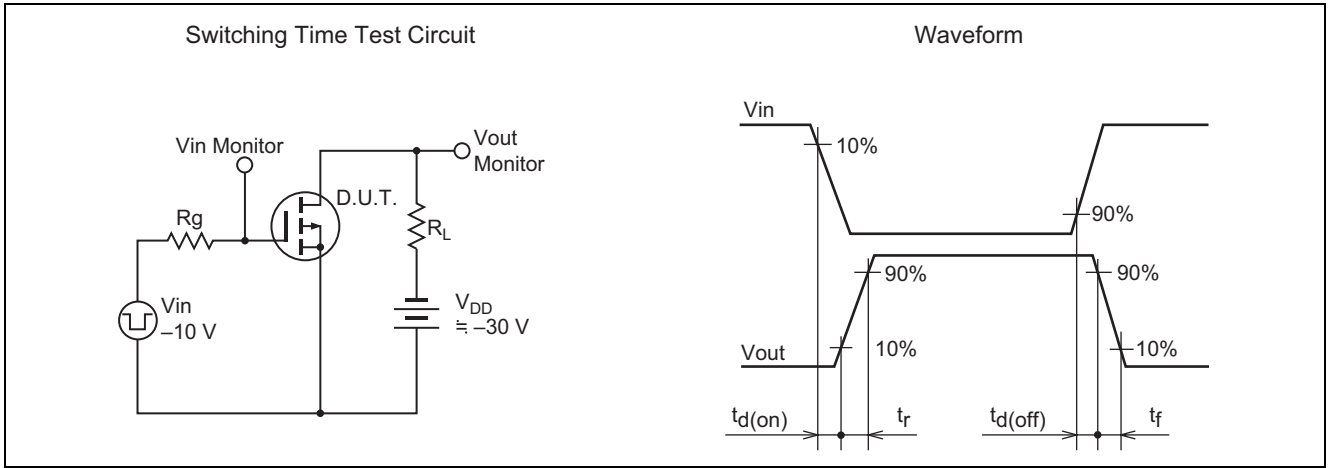 Switching Time Test Circuit
Vin Monitor
Vout
Monitor
D.U.T.
Rg
RL
Vin
–10 V
VDD
≒ –30 V
Waveform
Vin
10%
90%
90%
90%
Vout
10%
10%
td(on)
tr
td(off)
tf